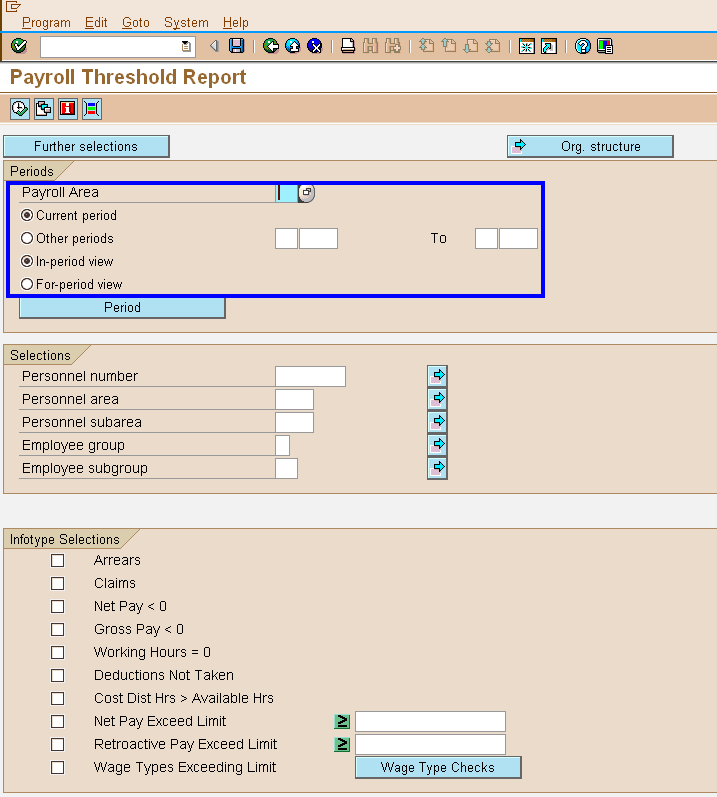 Program Edit Goto System Help
Payroll Threshold Report
Further selections Org. structure
Periods
Payroll Area
Current period
Other periods To
In-period view
For-period view
Period
Selections
Personnel number
Personnel area
Personnel subarea
Employee group
Employee subgroup
Infotype Selections
Arrears
Claims
Net Pay < 0
Gross Pay < 0
Working Hours = 0
Deductions Not Taken
Cost Dist Hrs > Available Hrs
Net Pay Exceed Limit ≥
Retroactive Pay Exceed Limit ≥
Wage Types Exceeding Limit Wage Type Checks